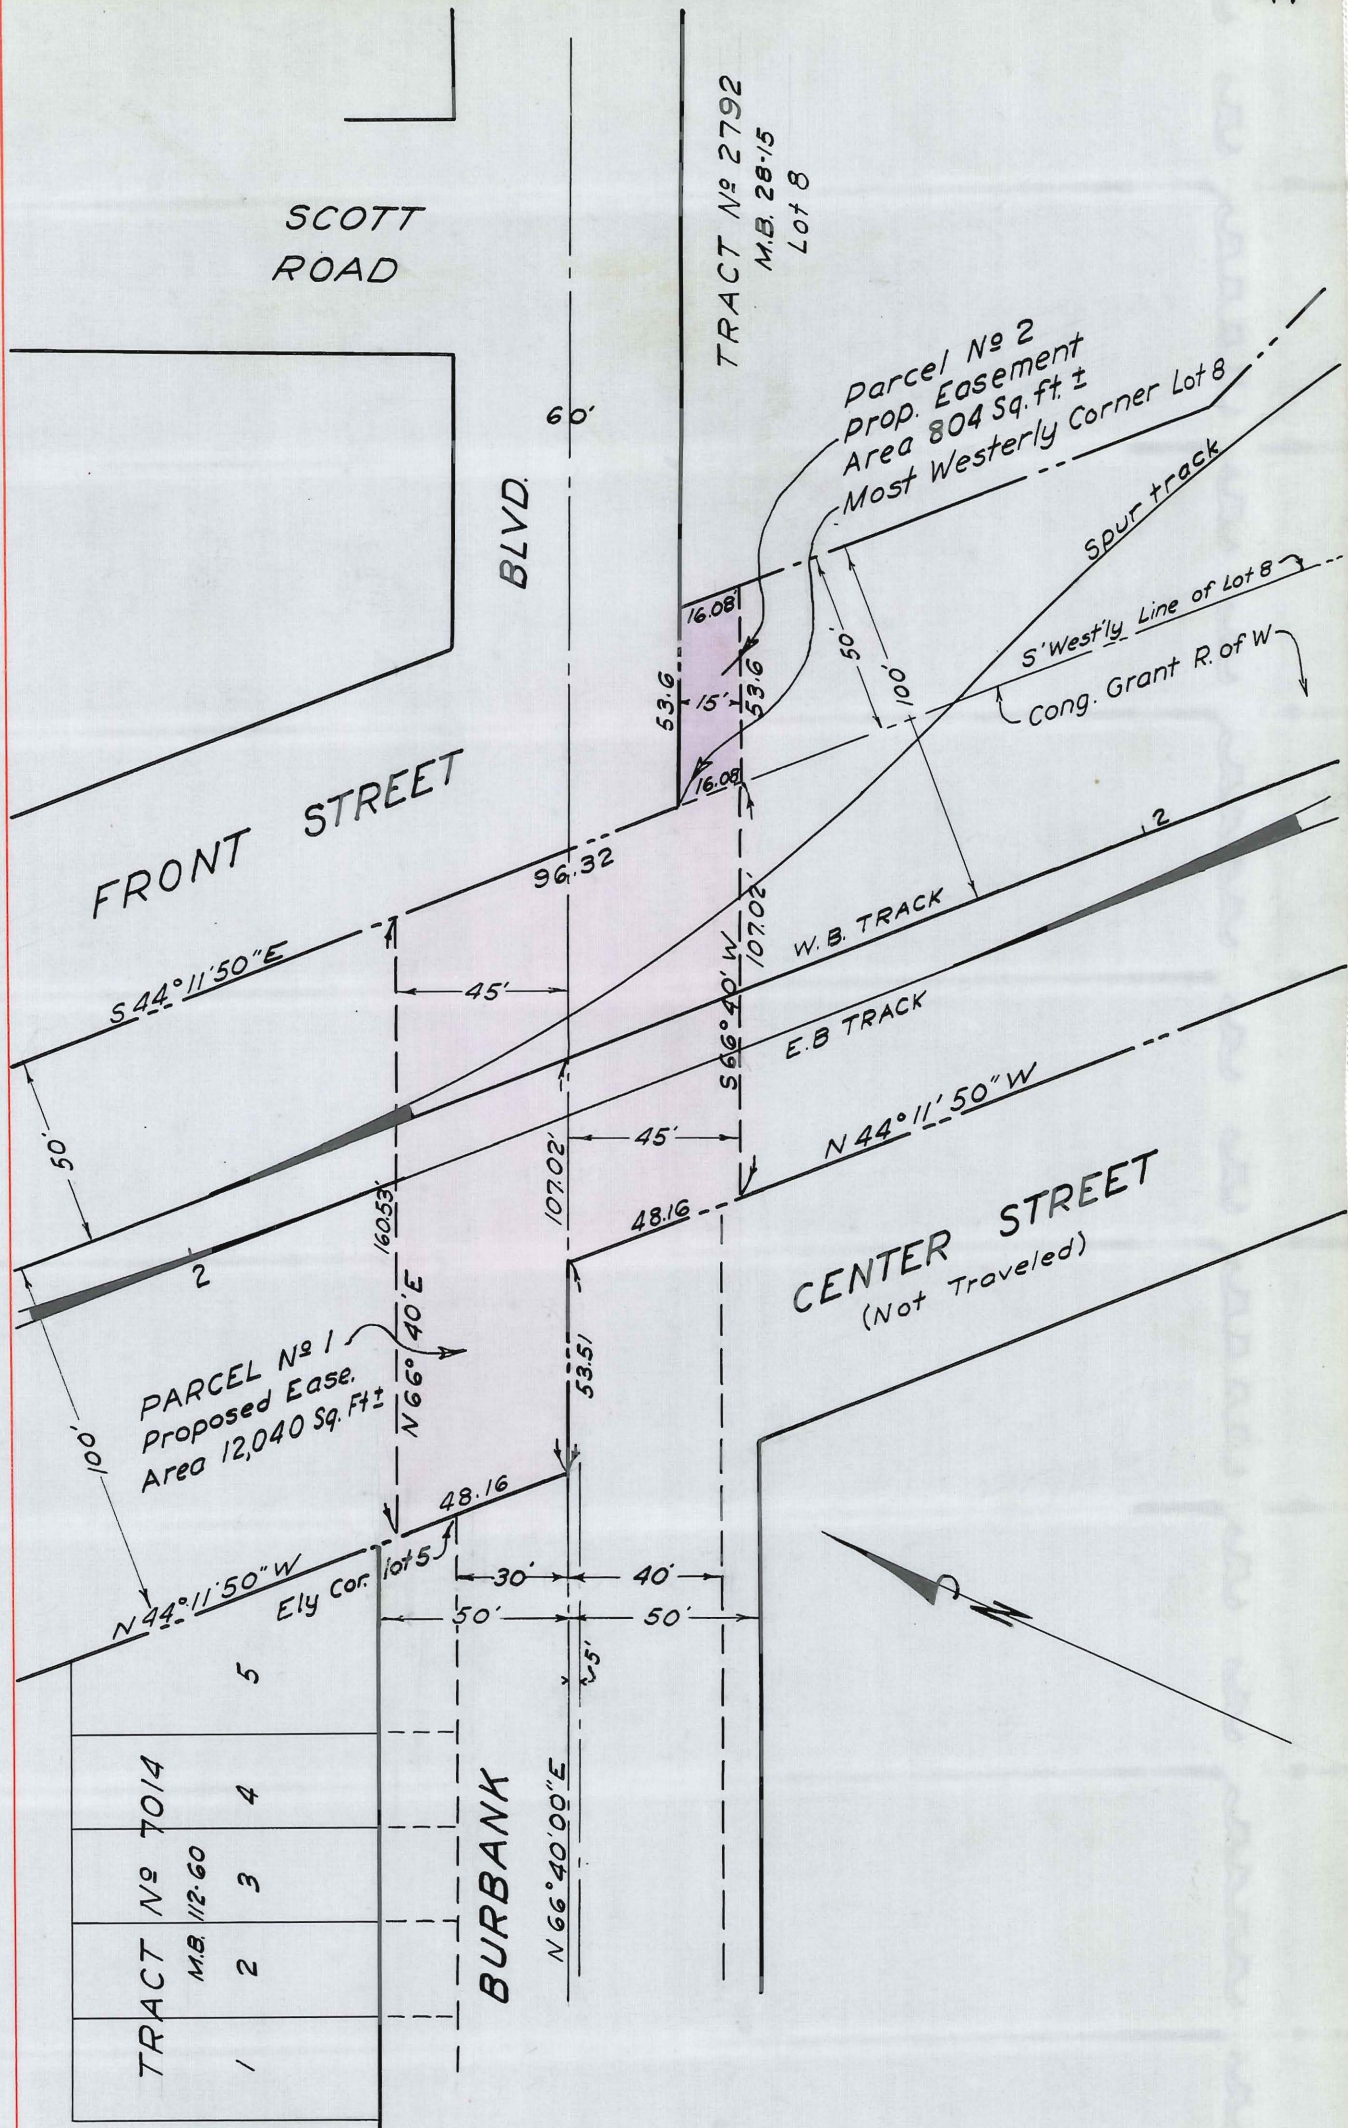 SCOTT
ROAD
TRACT Nº 2792
M.B. 28-15
Lot 8
60'
BLVD.
Parcel Nº 2
Prop. Easement
Area 804 Sq. ft. ±
Most Westerly Corner Lot 8
Spur track
S'West'ly Line of Lot 8
Cong. Grant R. of W
16.08'
50'
100'
53.6
15'
53.6
16.08
FRONT STREET
96.32
2
S 44° 11' 50" E
45'
107.02'
S 66° 40' W
W. B. TRACK
E.B TRACK
50'
45'
N 44° 11' 50" W
160.53'
107.02'
48.16
CENTER STREET
(Not Traveled)
2
N 66° 40' E
53.51
PARCEL Nº 1
Proposed Ease.
Area 12,040 Sq. Ft ±
100'
48.16
N 44° 11' 50" W
Ely Cor. lot 5
30'
40'
50'
50'
5'
N
TRACT Nº 7014
M.B. 112-60
5
4
3
2
1
BURBANK
N 66° 40' 00" E